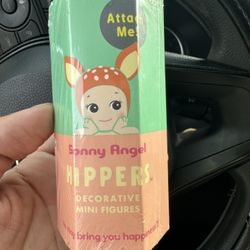 Attach
Me!
Sonny Angel
HIPPERS
DECORATIVE
MINI FIGURES
bring you happiness!